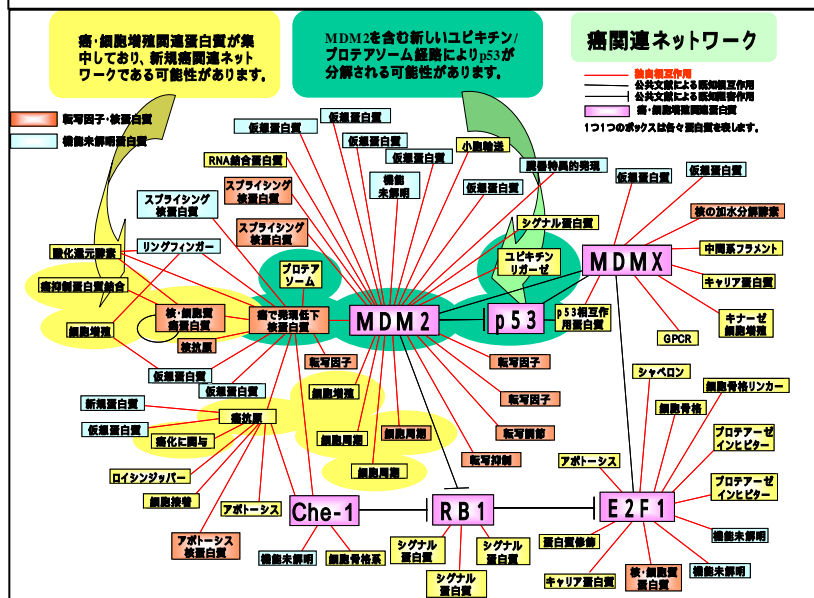 癌・細胞増殖関連蛋白質が集
中しており、新規癌関連ネット
ワークである可能性があります。
MDM2を含む新しいユビキチン/
プロテアソーム経路によりp53が
分解される可能性があります。
癌関連ネットワーク
独自相互作用
公共文献による既知相互作用
公共文献による既知阻害作用
癌・細胞増殖関連蛋白質
1つ1つのボックスは各々蛋白質を表します。
転写因子・核蛋白質
機能未解明蛋白質
仮想蛋白質
仮想蛋白質
仮想蛋白質
仮想蛋白質
小胞輸送
臓器特異的発現
RNA結合蛋白質
機能
未解明
仮想蛋白質
仮想蛋白質
仮想蛋白質
スプライシング
核蛋白質
スプライシング
核蛋白質
スプライシング
核蛋白質
核の加水分解酵素
シグナル蛋白質
酸化還元酵素
リングフィンガー
中間系フラメント
プロテア
ソーム
ユビキチン
リガーゼ
MDMX
キャリア蛋白質
癌抑制蛋白質結合
核・細胞質
癌蛋白質
癌で発現低下
核蛋白質
MDM2
p53
p53相互作
用蛋白質
キナーゼ
細胞増殖
細胞増殖
核抗原
GPCR
転写因子
仮想蛋白質
仮想蛋白質
転写因子
シャペロン
細胞骨格リンカー
新規蛋白質
細胞増殖
転写因子
細胞骨格
仮想蛋白質
癌抗原
癌化に関与
細胞周期
細胞周期
転写調節
プロテアーゼ
インヒビター
細胞周期
転写抑制
アポトーシス
ロイシンジッパー
プロテアーゼ
インヒビター
細胞接着
アポトーシス
Che-1
RB1
E2F1
アポトーシス
核蛋白質
機能未解明
細胞骨格系
シグナル
蛋白質
シグナル
蛋白質
シグナル
蛋白質
蛋白質修飾
機能未解明
キャリア蛋白質
核・細胞質
蛋白質
機能未解明